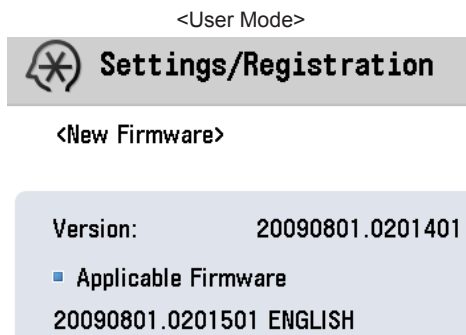 <User Mode>
Settings/Registration
<New Firmware>
Version: 20090801.0201401
Applicable Firmware
20090801.0201501 ENGLISH